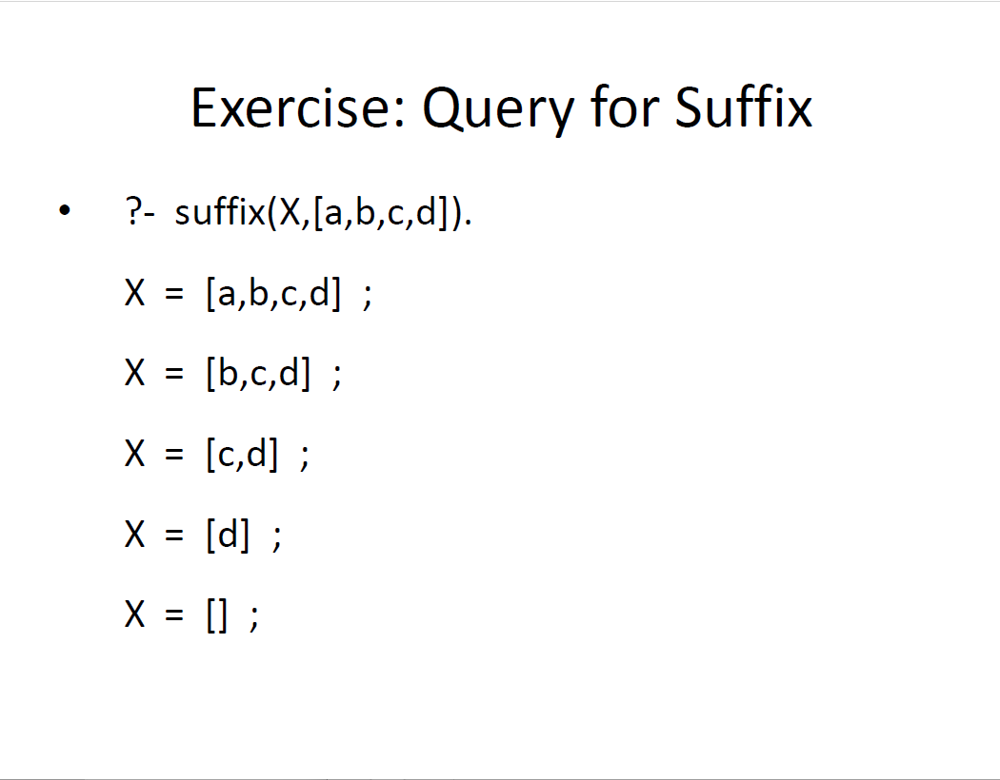 Exercise: Query for Suffix
• ?- suffix(X,[a,b,c,d]).
X = [a,b,c,d] ;
X = [b,c,d] ;
X = [c,d] ;
X = [d] ;
X = [] ;